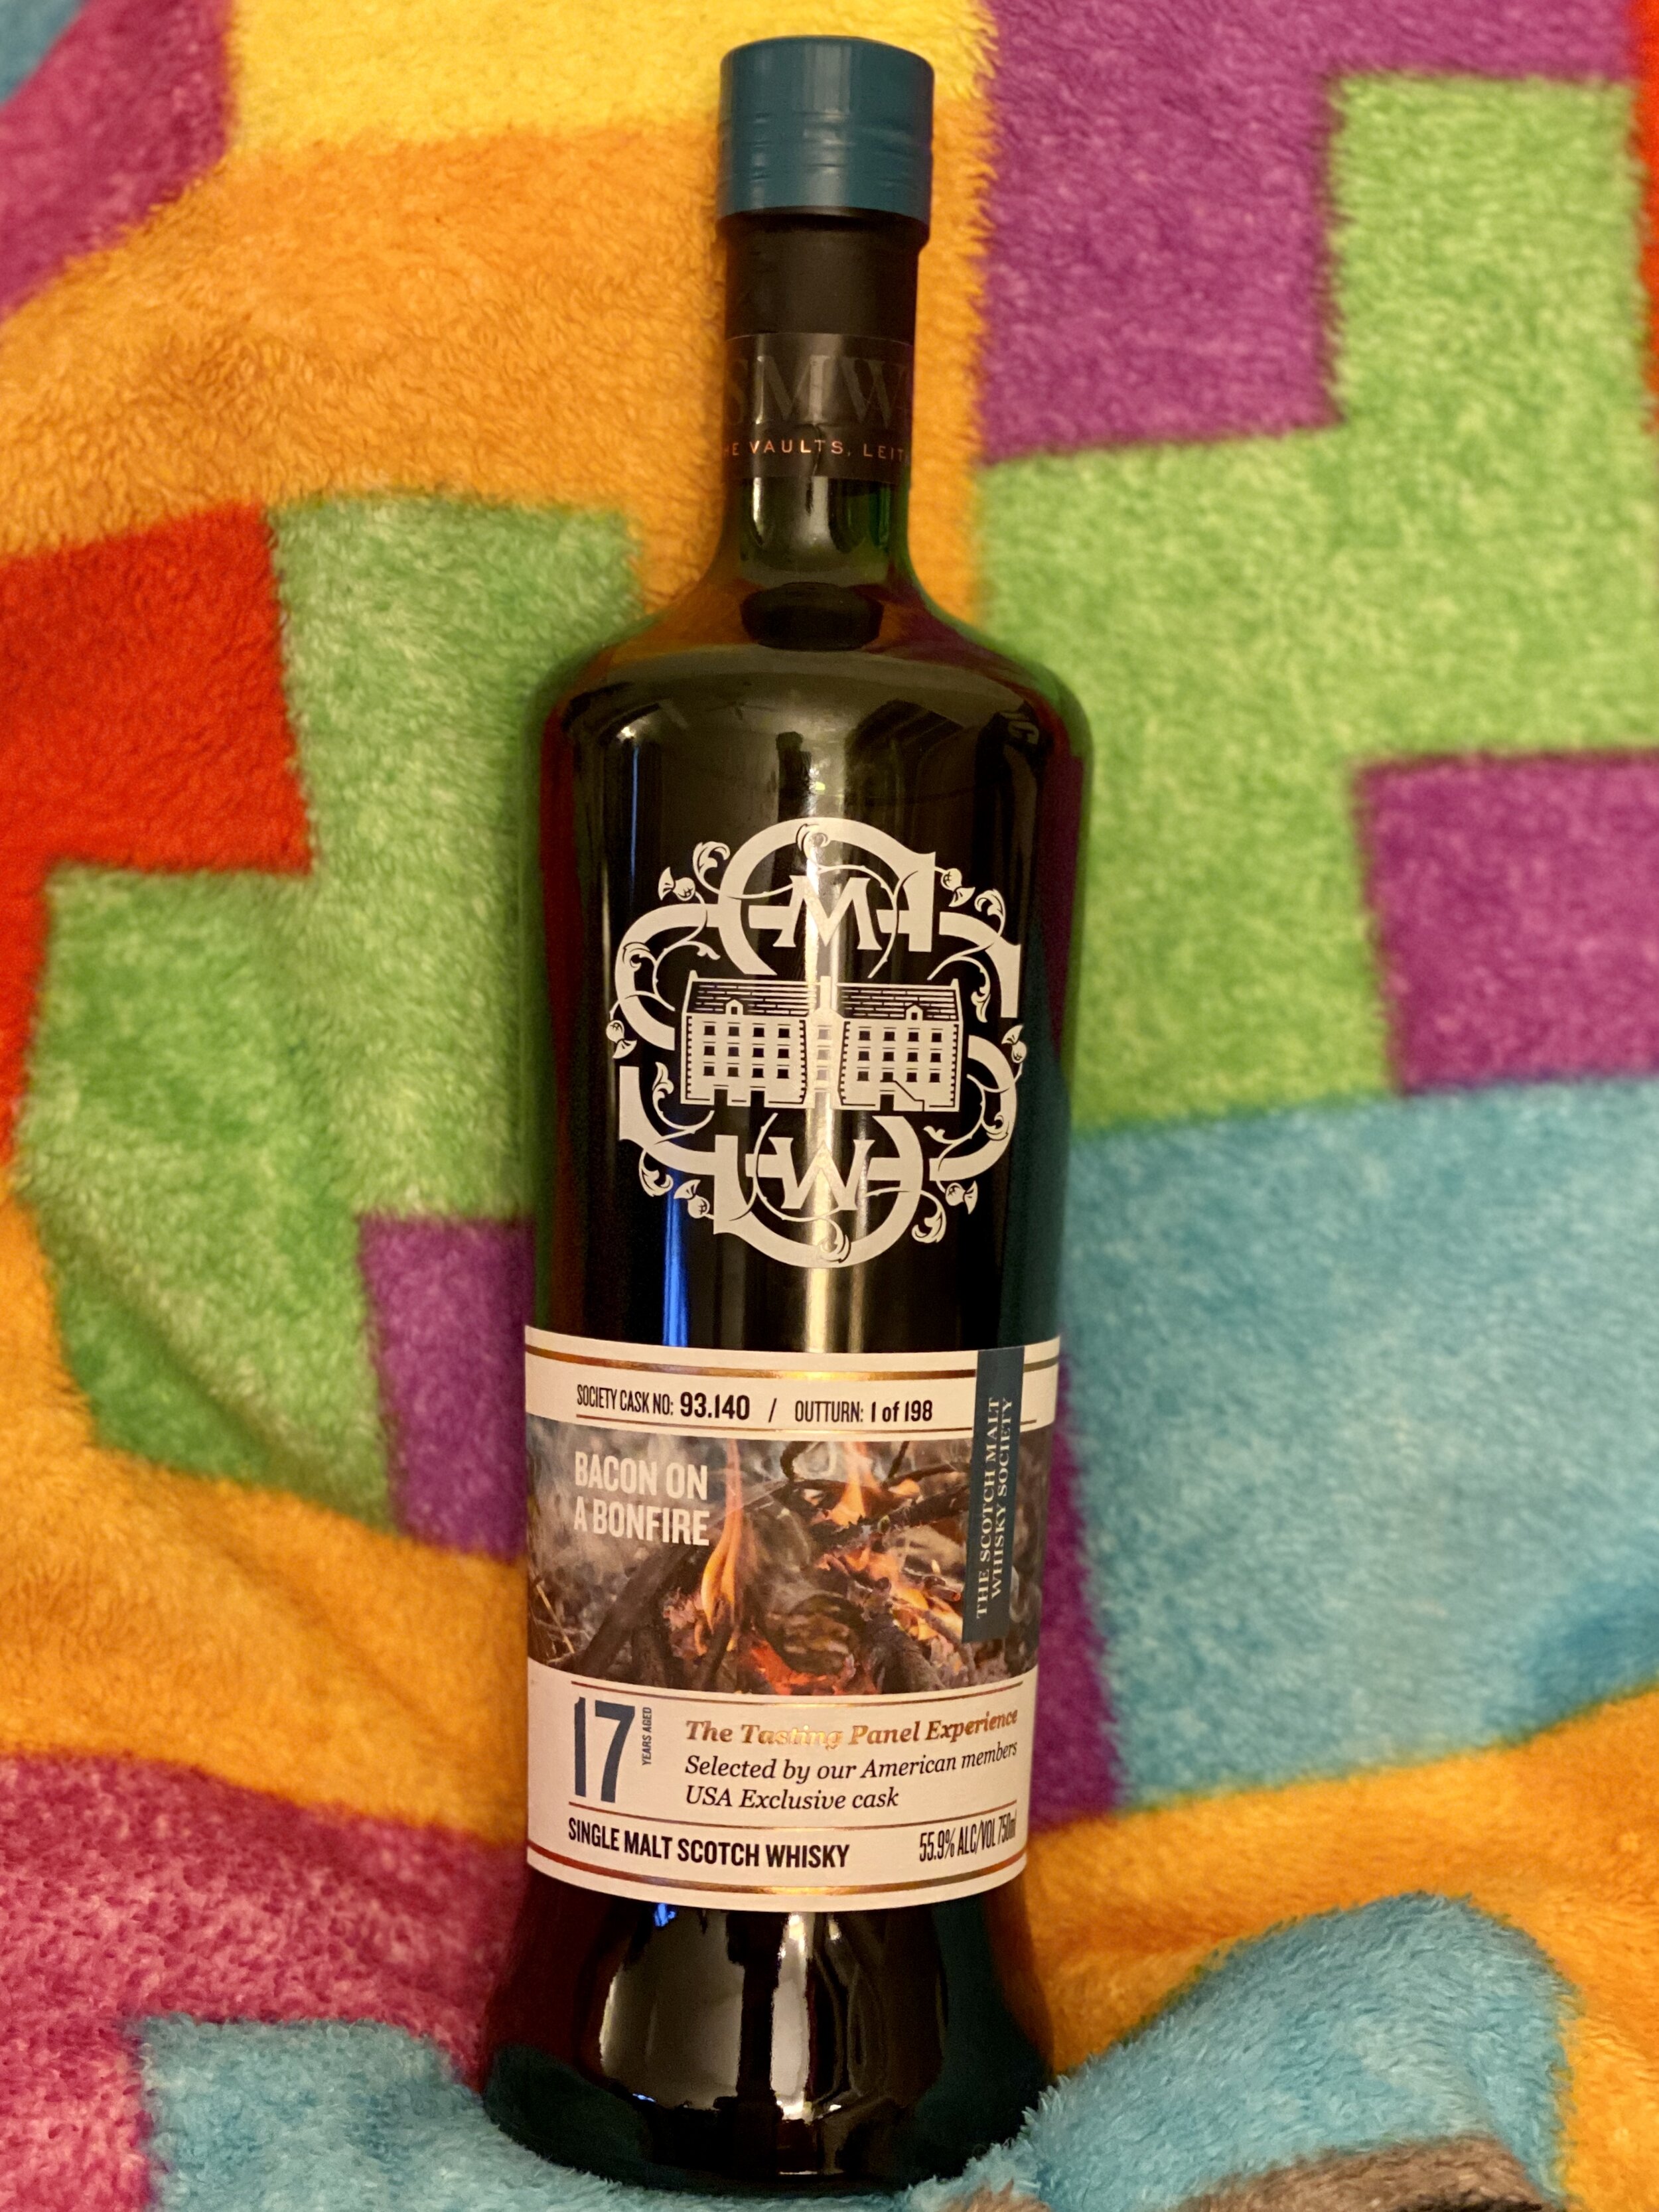 SMW
HE VAULTS, LEIT
M
W
SOCIETY CASK NO: 93.140 / OUTTURN: 1 of 198
BACON ON
A BONFIRE
THE SCOTCH MALT
WHISKY SOCIETY
17
YEARS AGED
The Tasting Panel Experience
Selected by our American members
USA Exclusive cask
SINGLE MALT SCOTCH WHISKY
55.9% ALC/VOL 750ml